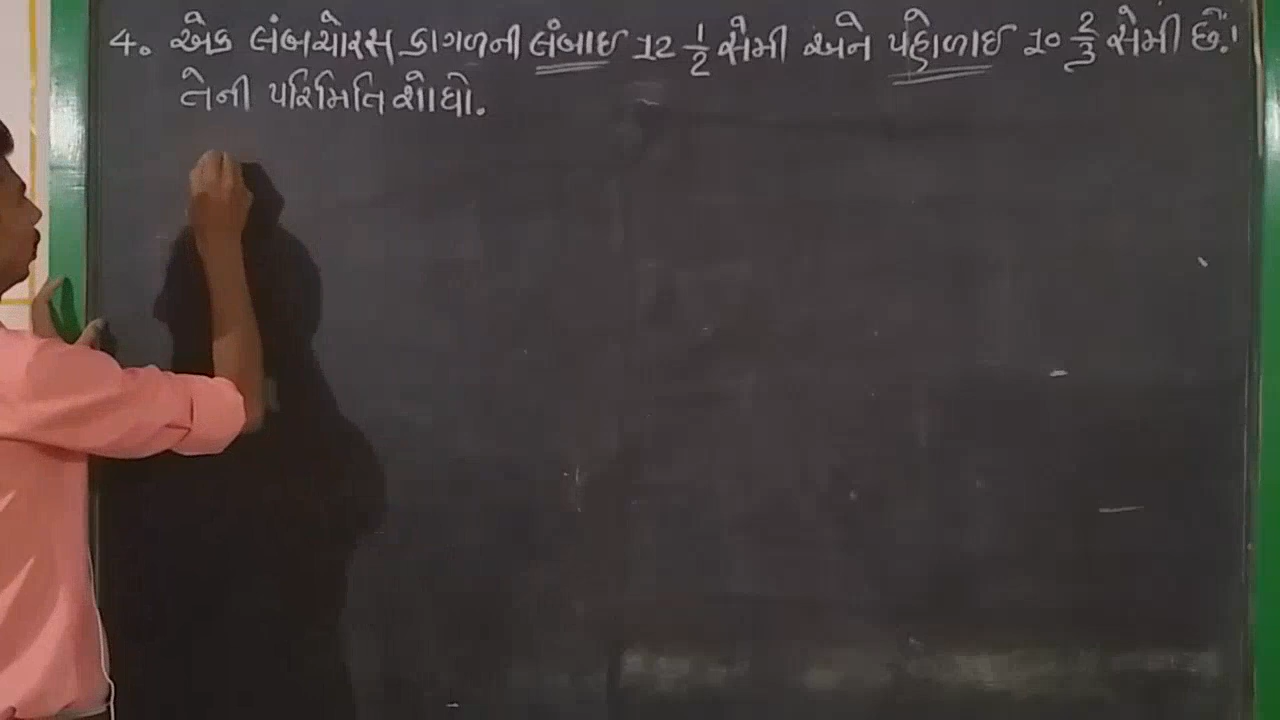 4. એક લંબચોરસ કાગળની લંબાઈ 12 1/2 સેમી અને પહોળાઈ 10 2/3 સેમી છે.
તેની પરિમિતિ શોધો.